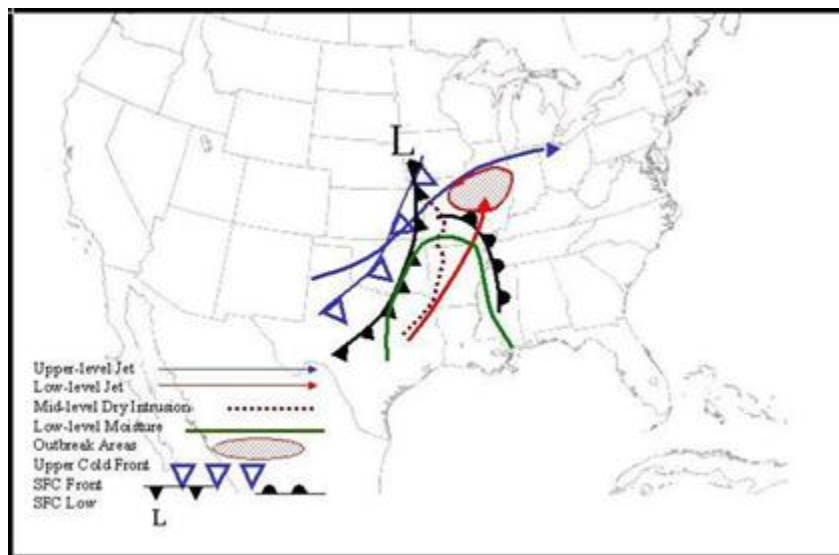 L
Upper-level Jet
Low-level Jet
Mid-level Dry Intrusion
Low-level Moisture
Outbreak Areas
Upper Cold Front
SFC Front
SFC Low
L